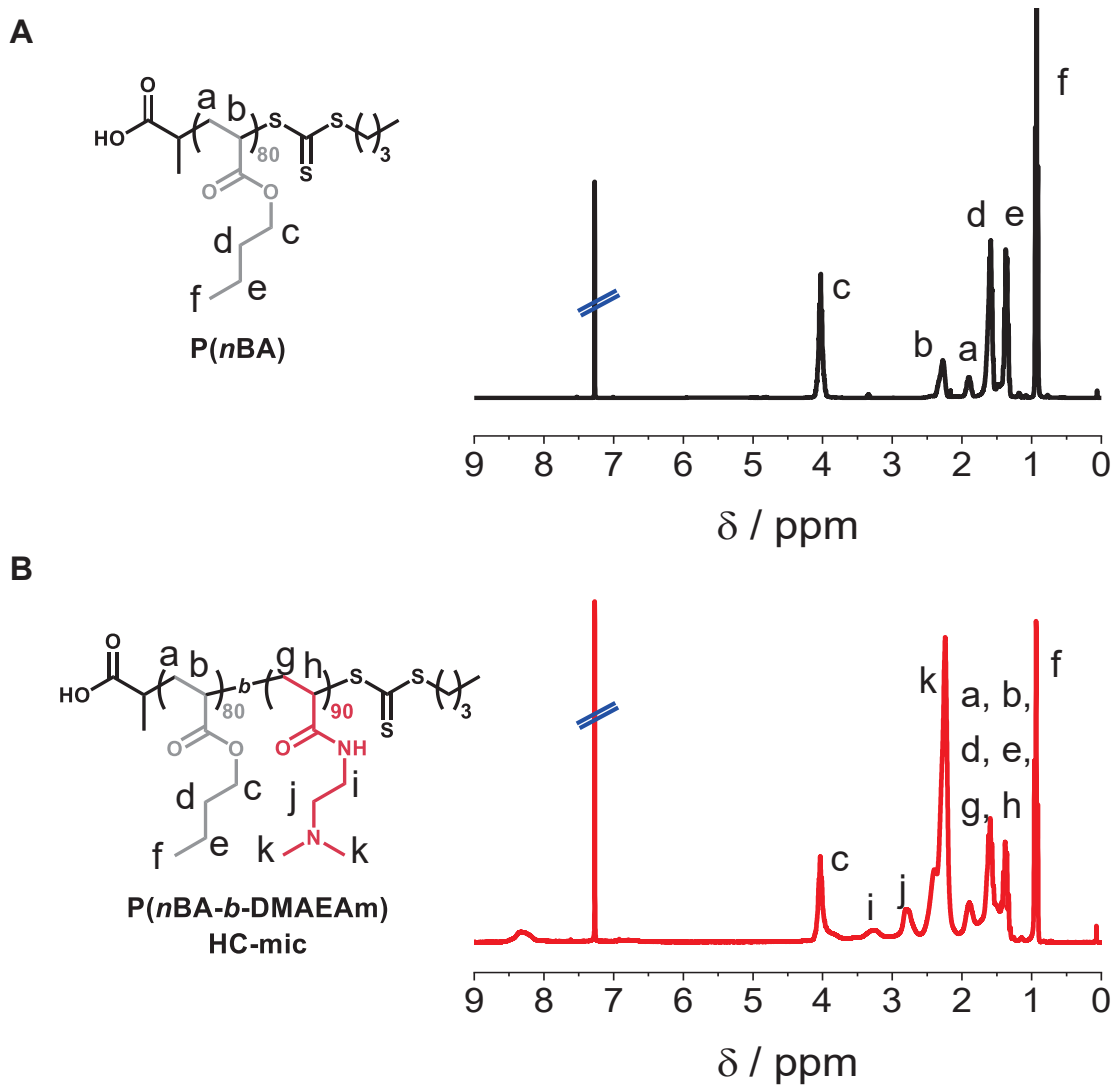 A
O
HO
a
b
80
S
S
S
3
O
O
c
d
e
f
P(nBA)
f
d
e
c
b
a
9 8 7 6 5 4 3 2 1 0
δ / ppm
B
O
HO
a
b
80
b
g
h
90
S
S
S
3
O
O
O
NH
c
d
e
f
i
j
N
k
k
P(nBA-b-DMAEAm)
HC-mic
f
k
a, b,
d, e,
g, h
c
i
j
9 8 7 6 5 4 3 2 1 0
δ / ppm